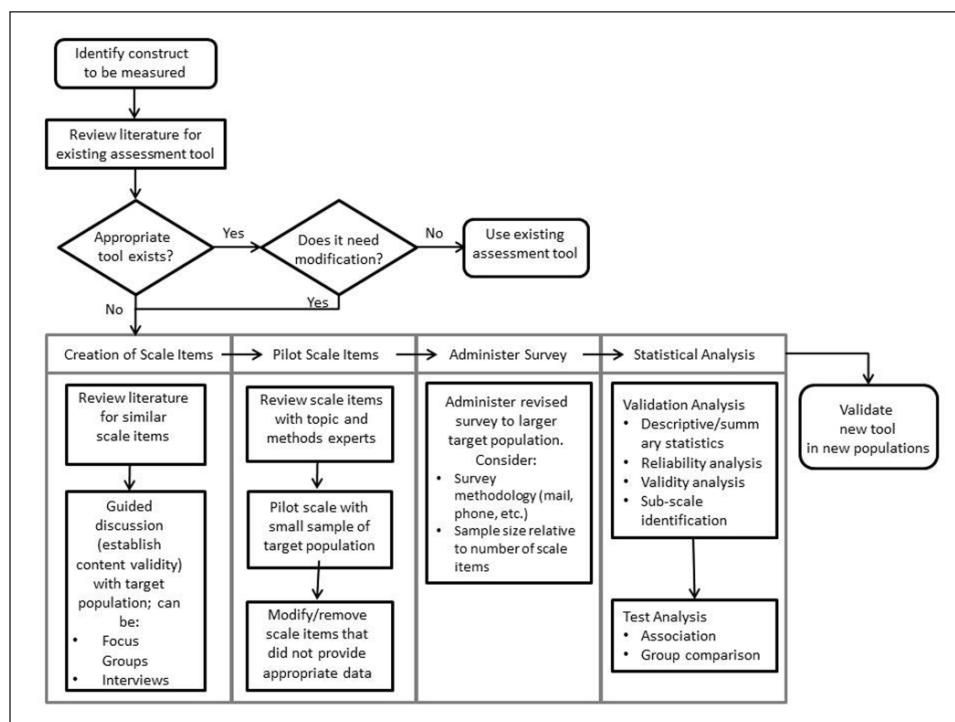 Identify construct
to be measured
Review literature for
existing assessment tool
Appropriate
tool exists?
Yes
Does it need
modification?
No
Use existing
assessment tool
No
Yes
Creation of Scale Items
Pilot Scale Items
Administer Survey
Statistical Analysis
Review literature
for similar
scale items
Guided
discussion
(establish
content validity)
with target
population; can
be:
• Focus
Groups
• Interviews
Review scale items
with topic and
methods experts
Pilot scale with
small sample of
target population
Modify/remove
scale items that
did not provide
appropriate data
Administer revised
survey to larger
target population.
Consider:
• Survey
methodology (mail,
phone, etc.)
• Sample size relative
to number of scale
items
Validation Analysis
• Descriptive/summ
ary statistics
• Reliability analysis
• Validity analysis
• Sub-scale
identification
Test Analysis
• Association
• Group comparison
Validate
new tool
in new populations